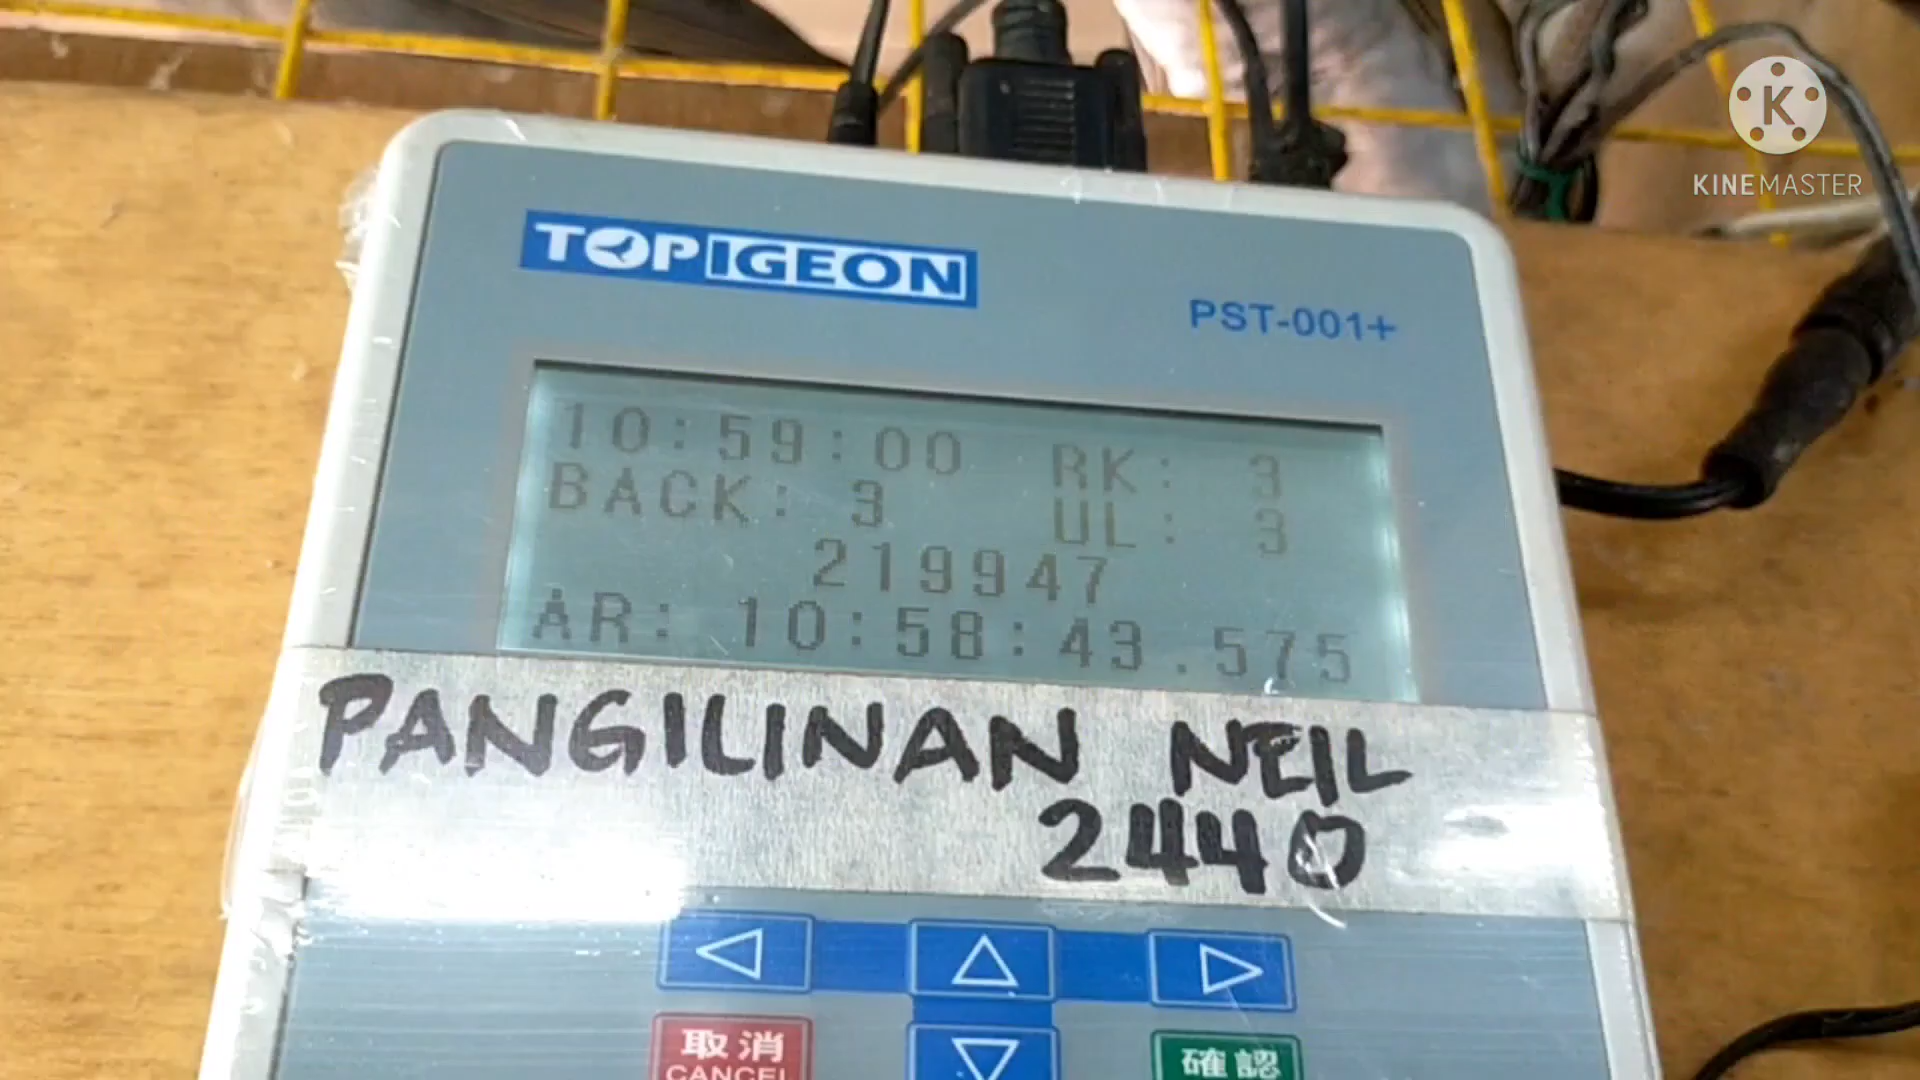 K
KINEMASTER
TOPIGEON
PST-001+
10:59:00 RK: 3
BACK: 3 UL: 3
219947
AR: 10:58:43.575
PANGILINAN NEIL
2440
取消
CANCEL
確認